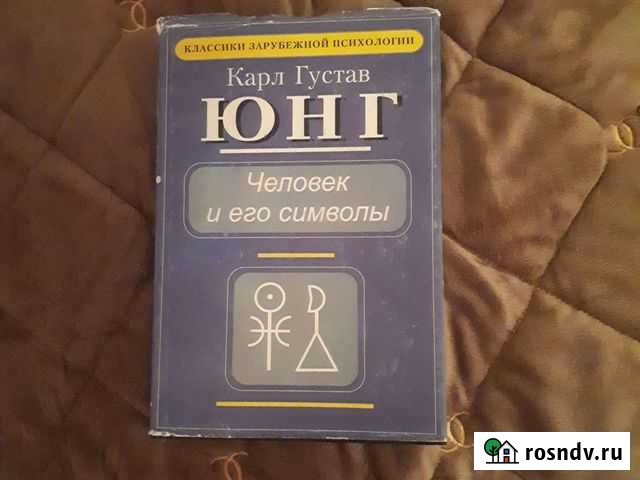 КЛАССИКИ ЗАРУБЕЖНОЙ ПСИХОЛОГИИ
Карл Густав
ЮНГ
Человек
и его символы
rosndv.ru